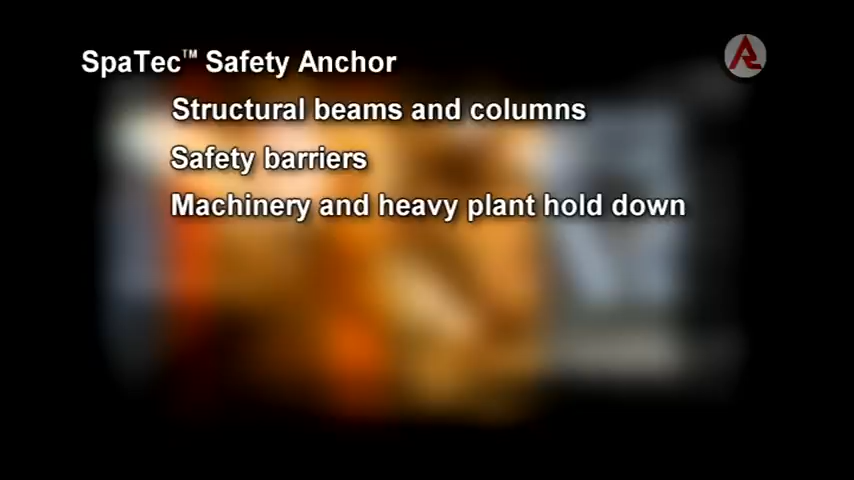 SpaTec™ Safety Anchor
Structural beams and columns
Safety barriers
Machinery and heavy plant hold down